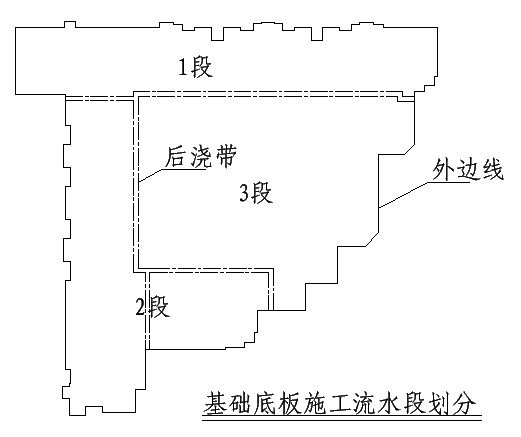 1段
后浇带
外边线
3段
2段
基础底板施工流水段划分